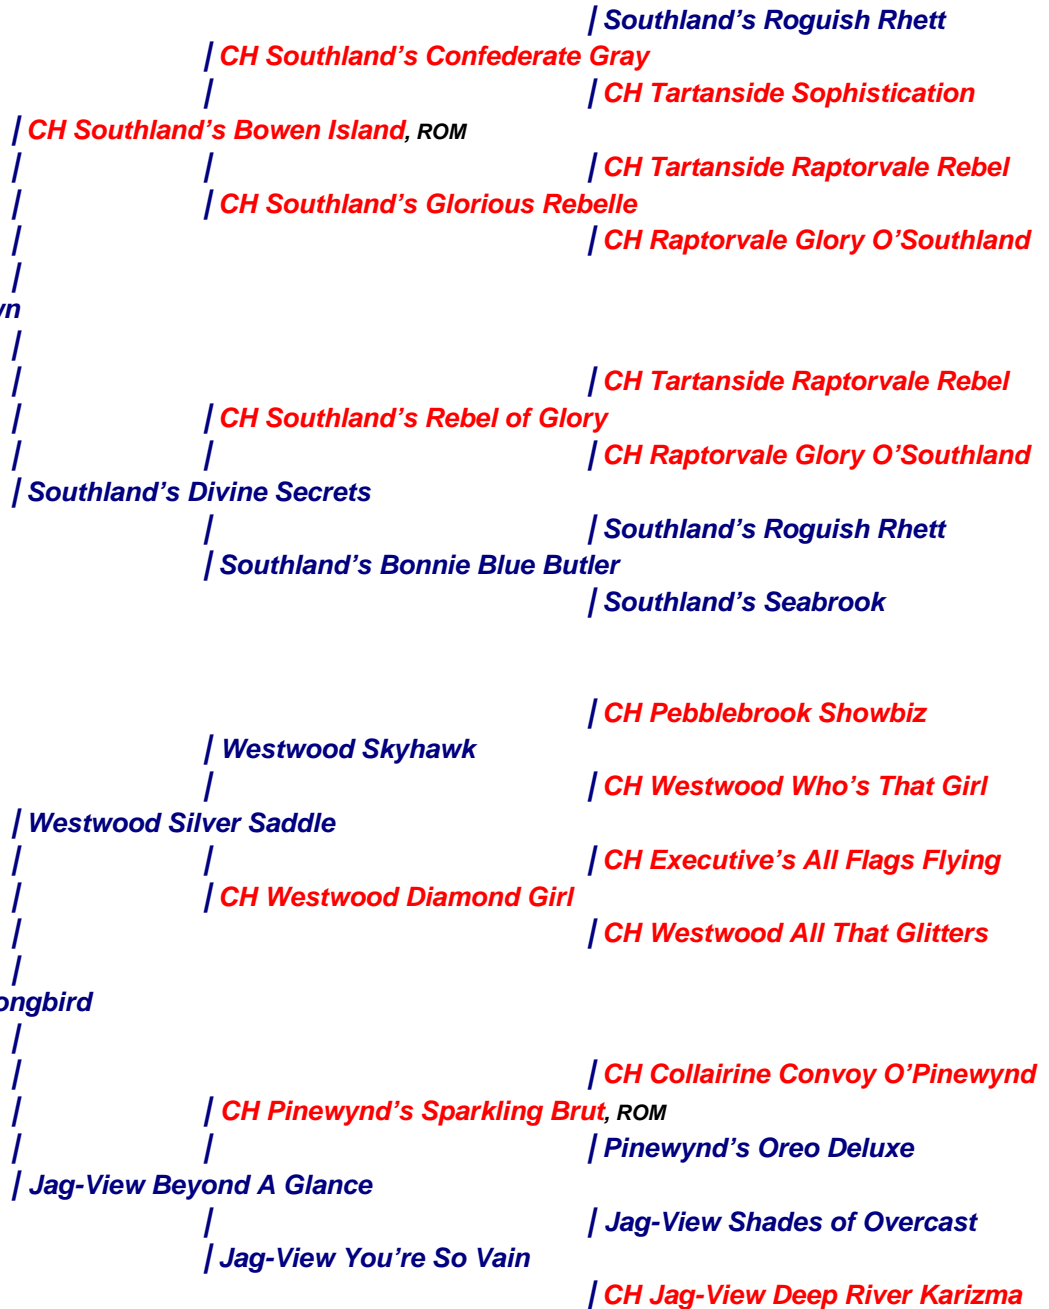 Southland's Roguish Rhett
CH Southland's Confederate Gray
CH Tartanside Sophistication
CH Southland's Bowen Island, ROM
CH Tartanside Raptorvale Rebel
CH Southland's Glorious Rebelle
CH Raptorvale Glory O'Southland
CH Tartanside Raptorvale Rebel
CH Southland's Rebel of Glory
CH Raptorvale Glory O'Southland
Southland's Divine Secrets
Southland's Roguish Rhett
Southland's Bonnie Blue Butler
Southland's Seabrook
CH Pebblebrook Showbiz
Westwood Skyhawk
CH Westwood Who's That Girl
Westwood Silver Saddle
CH Executive's All Flags Flying
CH Westwood Diamond Girl
CH Westwood All That Glitters
ongbird
CH Collairine Convoy O'Pinewynd
CH Pinewynd's Sparkling Brut, ROM
Pinewynd's Oreo Deluxe
Jag-View Beyond A Glance
Jag-View Shades of Overcast
Jag-View You're So Vain
CH Jag-View Deep River Karizma